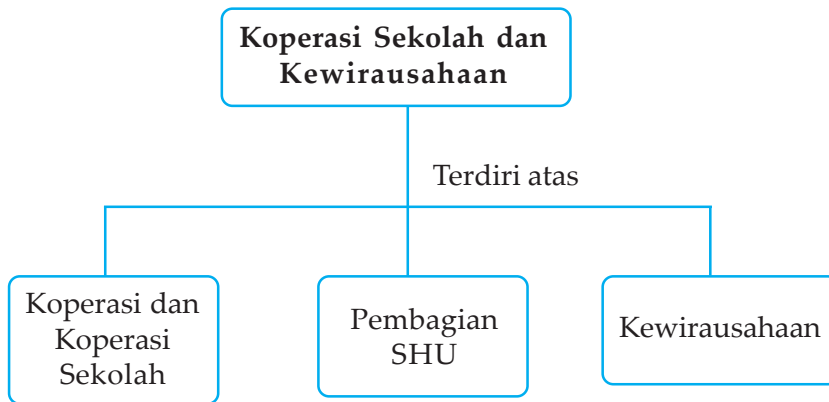 Koperasi Sekolah dan
Kewirausahaan
Terdiri atas
Koperasi dan
Koperasi
Sekolah
Pembagian
SHU
Kewirausahaan